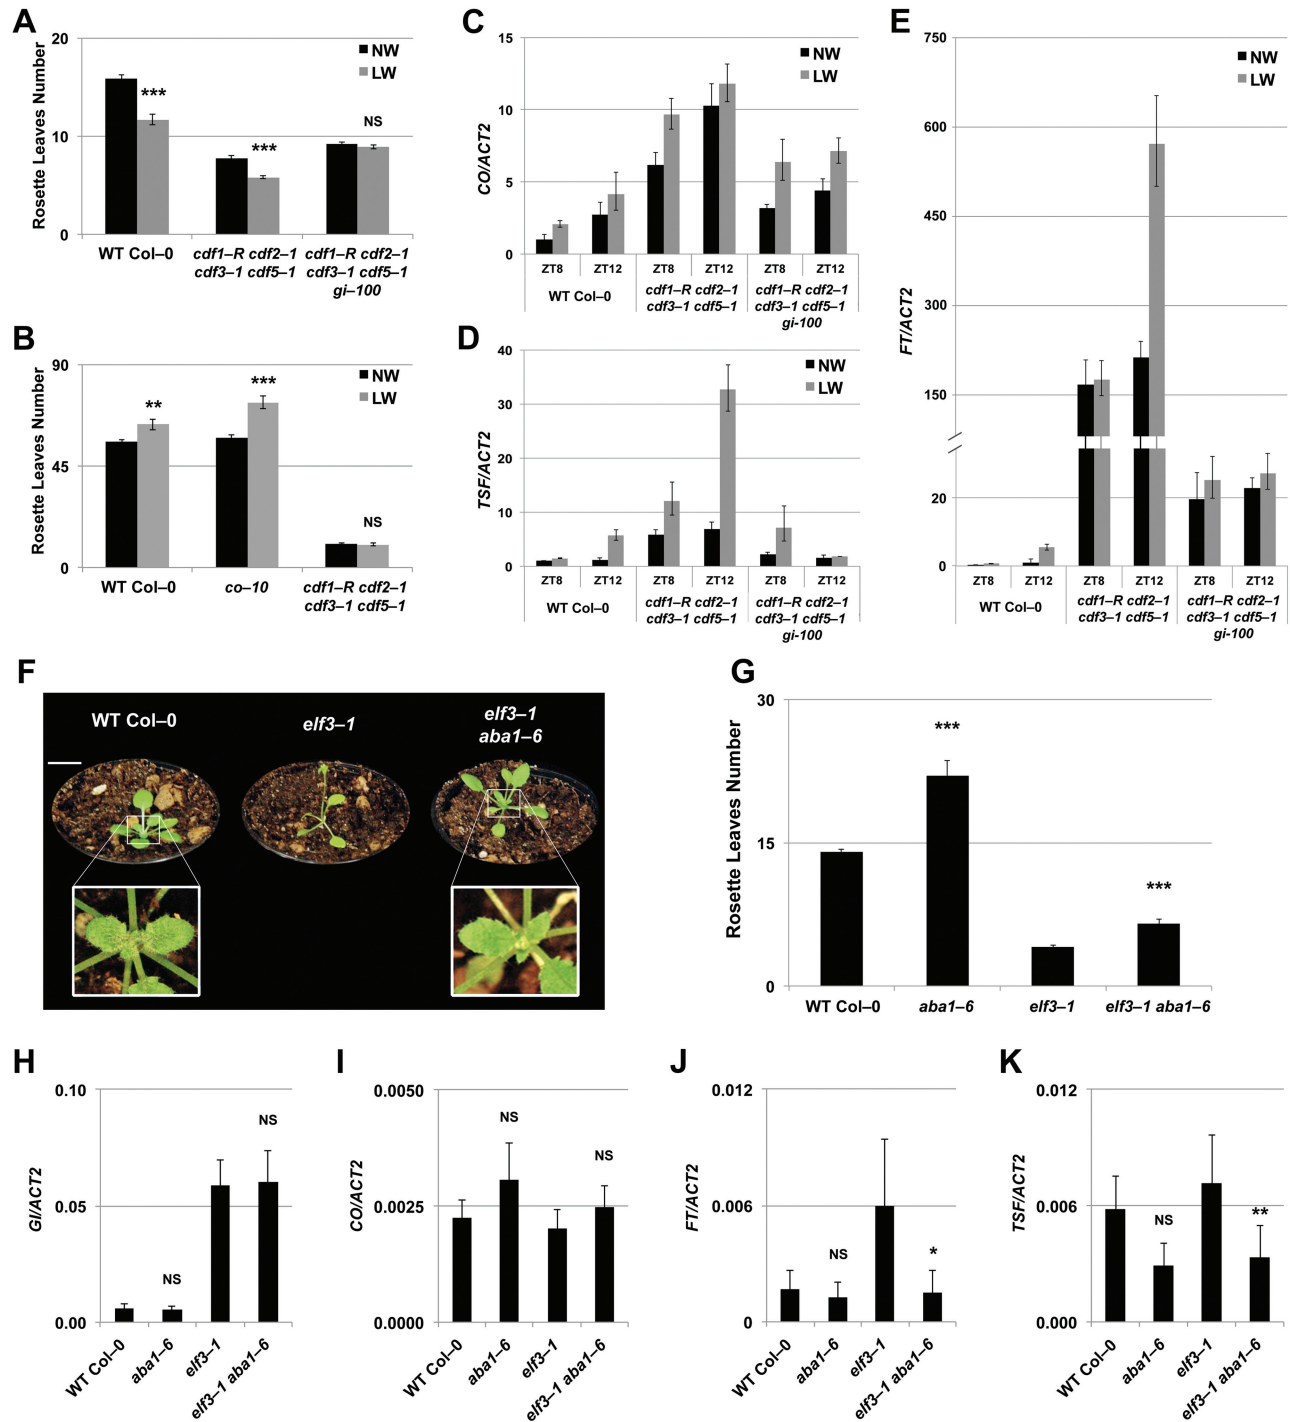 A
Rosette Leaves Number
20
10
0
NW
LW
***
***
NS
WT Col–0
cdf1–R cdf2–1
cdf3–1 cdf5–1
cdf1–R cdf2–1
cdf3–1 cdf5–1
gi–100
B
Rosette Leaves Number
90
45
0
NW
LW
**
***
NS
WT Col–0
co–10
cdf1–R cdf2–1
cdf3–1 cdf5–1
C
CO/ACT2
15
10
5
0
NW
LW
ZT8 ZT12 ZT8 ZT12 ZT8 ZT12
WT Col–0
cdf1–R cdf2–1
cdf3–1 cdf5–1
cdf1–R cdf2–1
cdf3–1 cdf5–1
gi-100
D
TSF/ACT2
40
30
20
10
0
NW
LW
ZT8 ZT12 ZT8 ZT12 ZT8 ZT12
WT Col–0
cdf1–R cdf2–1
cdf3–1 cdf5–1
cdf1–R cdf2–1
cdf3–1 cdf5–1
gi-100
E
FT/ACT2
750
600
450
300
150
20
0
NW
LW
ZT8 ZT12 ZT8 ZT12 ZT8 ZT12
WT Col–0
cdf1–R cdf2–1
cdf3–1 cdf5–1
cdf1–R cdf2–1
cdf3–1 cdf5–1
gi-100
F
WT Col–0
elf3–1
elf3–1
aba1–6
G
Rosette Leaves Number
30
15
0
***
***
WT Col–0
aba1–6
elf3–1
elf3–1 aba1–6
H
GI/ACT2
0.10
0.05
0.00
NS
NS
WT Col–0
aba1–6
elf3–1
elf3–1 aba1–6
I
CO/ACT2
0.0050
0.0025
0.0000
NS
NS
WT Col–0
aba1–6
elf3–1
elf3–1 aba1–6
J
FT/ACT2
0.012
0.006
0
NS
*
WT Col–0
aba1–6
elf3–1
elf3–1 aba1–6
K
TSF/ACT2
0.012
0.006
0.000
NS
**
WT Col–0
aba1–6
elf3–1
elf3–1 aba1–6